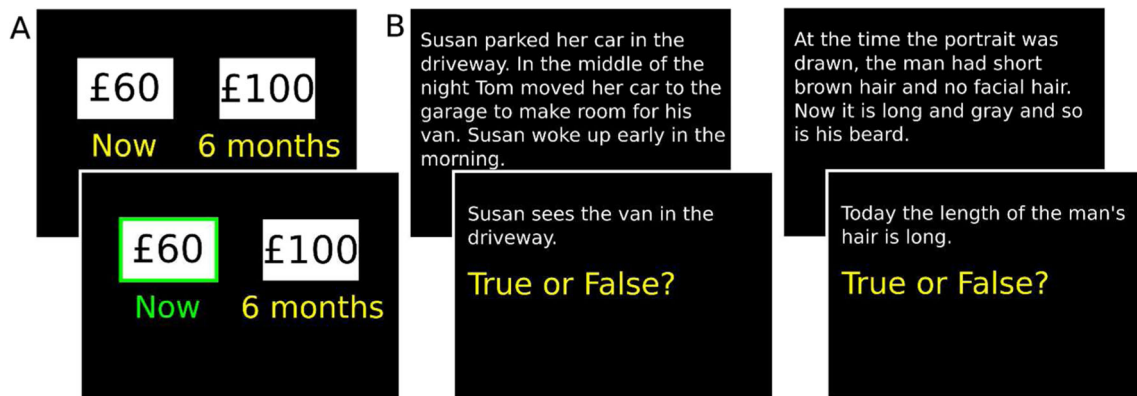 A
£60 £100
Now 6 months
£60 £100
Now 6 months
B
Susan parked her car in the
driveway. In the middle of the
night Tom moved her car to the
garage to make room for his
van. Susan woke up early in the
morning.
Susan sees the van in the
driveway.
True or False?
At the time the portrait was
drawn, the man had short
brown hair and no facial hair.
Now it is long and gray and so
is his beard.
Today the length of the man's
hair is long.
True or False?